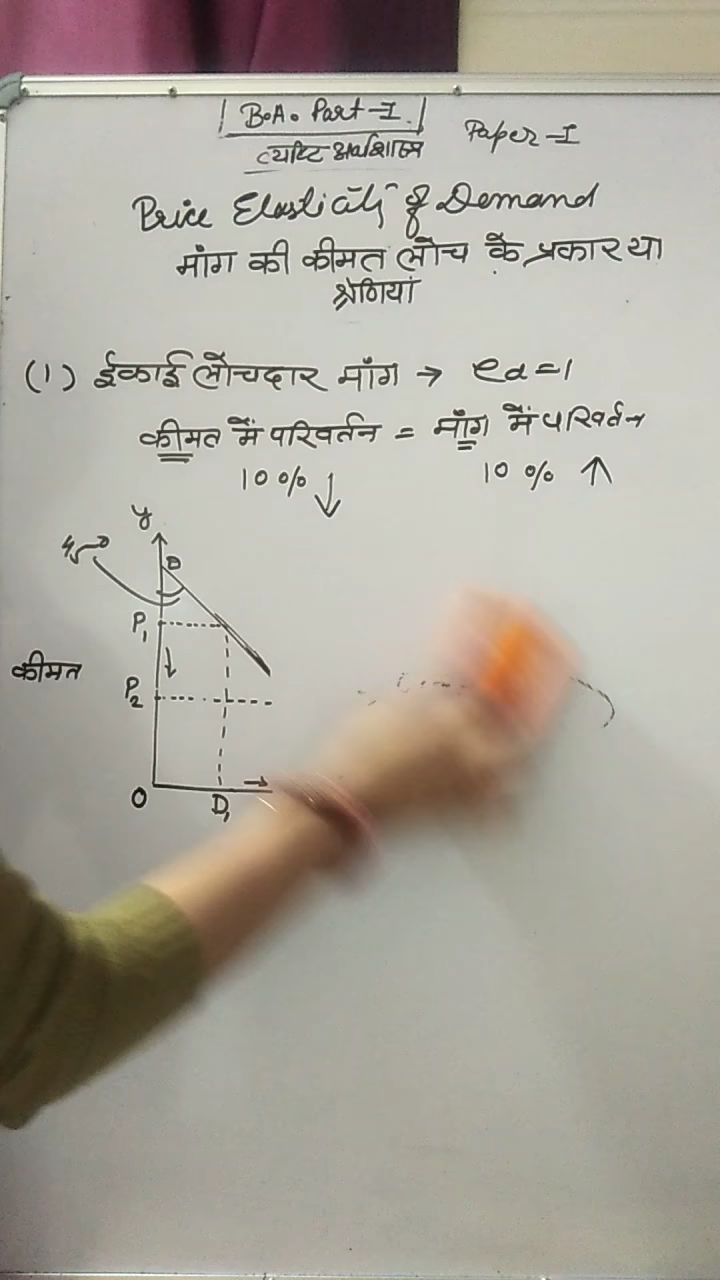 B.A. Part-I Paper-I
व्यष्टि अर्थशास्त्र
Price Elasticity of Demand
मांग की कीमत लोच के प्रकार या
श्रेणियां
(1) ईकाई लोचदार मांग → ed=1
कीमत में परिवर्तन = माँग में परिवर्तन
10% ↓ 10% ↑
y
45°
D
P1
कीमत
P2
O D1